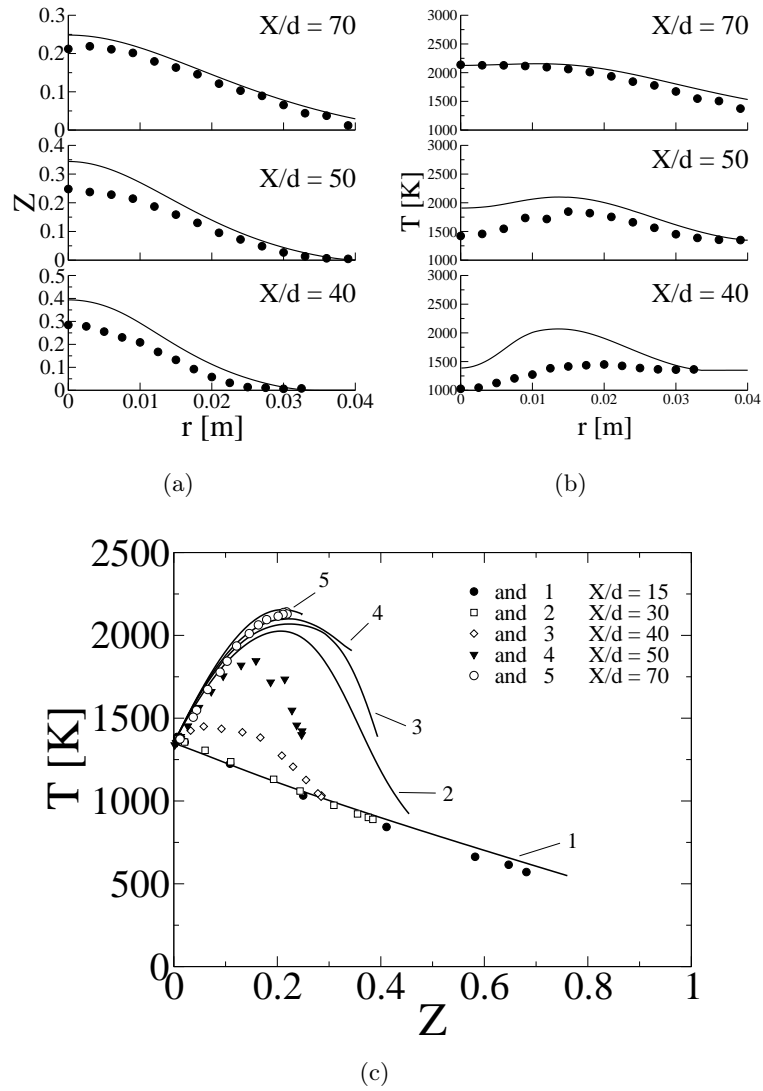 0.3
0.2
0.1
0
X/d = 70
0.4
0.3
0.2
0.1
0
X/d = 50
Z
0.5
0.4
0.3
0.2
0.1
0
X/d = 40
0
0.01
0.02
0.03
0.04
r [m]
(a)
3000
2500
2000
1500
1000
X/d = 70
3000
2500
2000
1500
1000
X/d = 50
T [K]
3000
2500
2000
1500
1000
X/d = 40
0
0.01
0.02
0.03
0.04
r [m]
(b)
2500
2000
1500
1000
500
0
T [K]
5
4
3
2
1
and 1 X/d = 15
and 2 X/d = 30
and 3 X/d = 40
and 4 X/d = 50
and 5 X/d = 70
0
0.2
0.4
0.6
0.8
1
Z
(c)